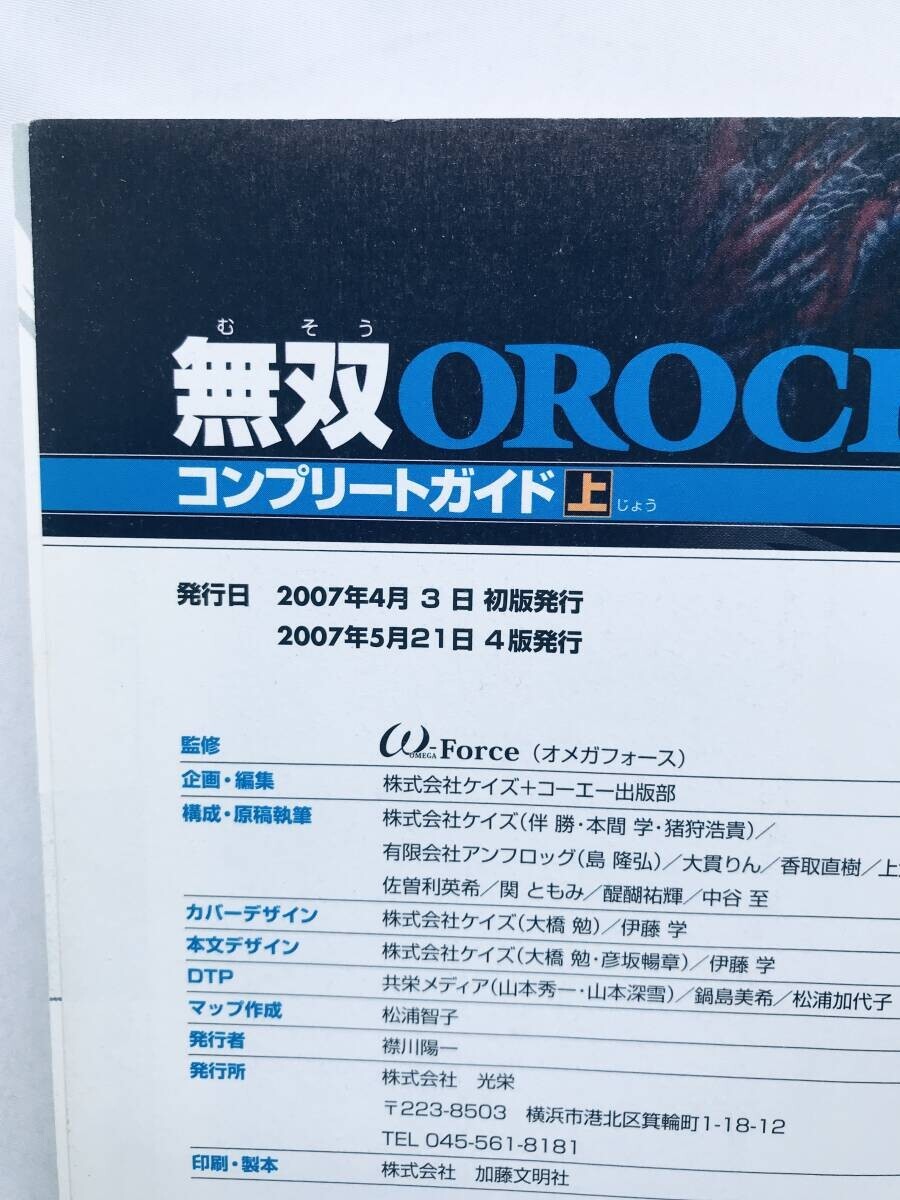 むそう
無双OROC
コンプリートガイド 上 じょう
発行日 2007年4月 3 日 初版発行
2007年5月21日 4版発行
監修 ω-Force（オメガフォース）
OMEGA
企画・編集 株式会社ケイズ＋コーエー出版部
構成・原稿執筆 株式会社ケイズ（伴 勝・本間 学・猪狩浩貴）／
有限会社アンフロッグ（島 隆弘）／大貫りん／香取直樹／上
佐曽利英希／関 ともみ／醍醐祐輝／中谷 至
カバーデザイン 株式会社ケイズ（大橋 勉）／伊藤 学
本文デザイン 株式会社ケイズ（大橋 勉・彦坂暢章）／伊藤 学
DTP 共栄メディア（山本秀一・山本深雪）／鍋島美希／松浦加代子
マップ作成 松浦智子
発行者 襟川陽一
発行所 株式会社 光栄
〒223-8503 横浜市港北区箕輪町1-18-12
TEL 045-561-8181
印刷・製本 株式会社 加藤文明社